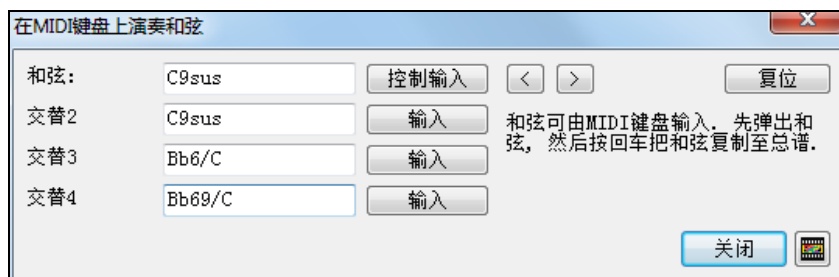 在MIDI键盘上演奏和弦
和弦: C9sus 控制输入 < > 复位
交替2 C9sus 输入
交替3 Bb6/C 输入
交替4 Bb69/C 输入
和弦可由MIDI键盘输入. 先弹出和
弦, 然后按回车把和弦复制至总谱.
关闭